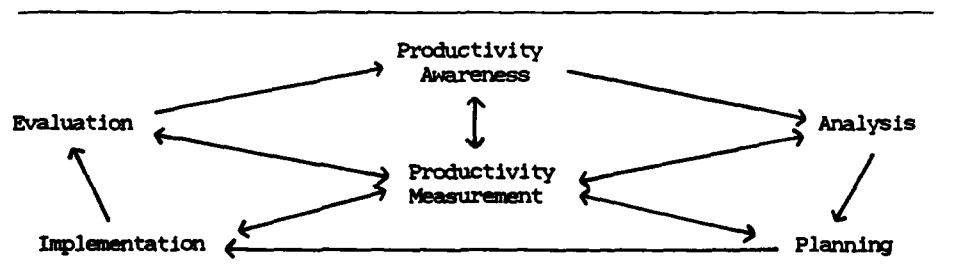 Productivity
Awareness
Evaluation
Analysis
Productivity
Measurement
Implementation
Planning